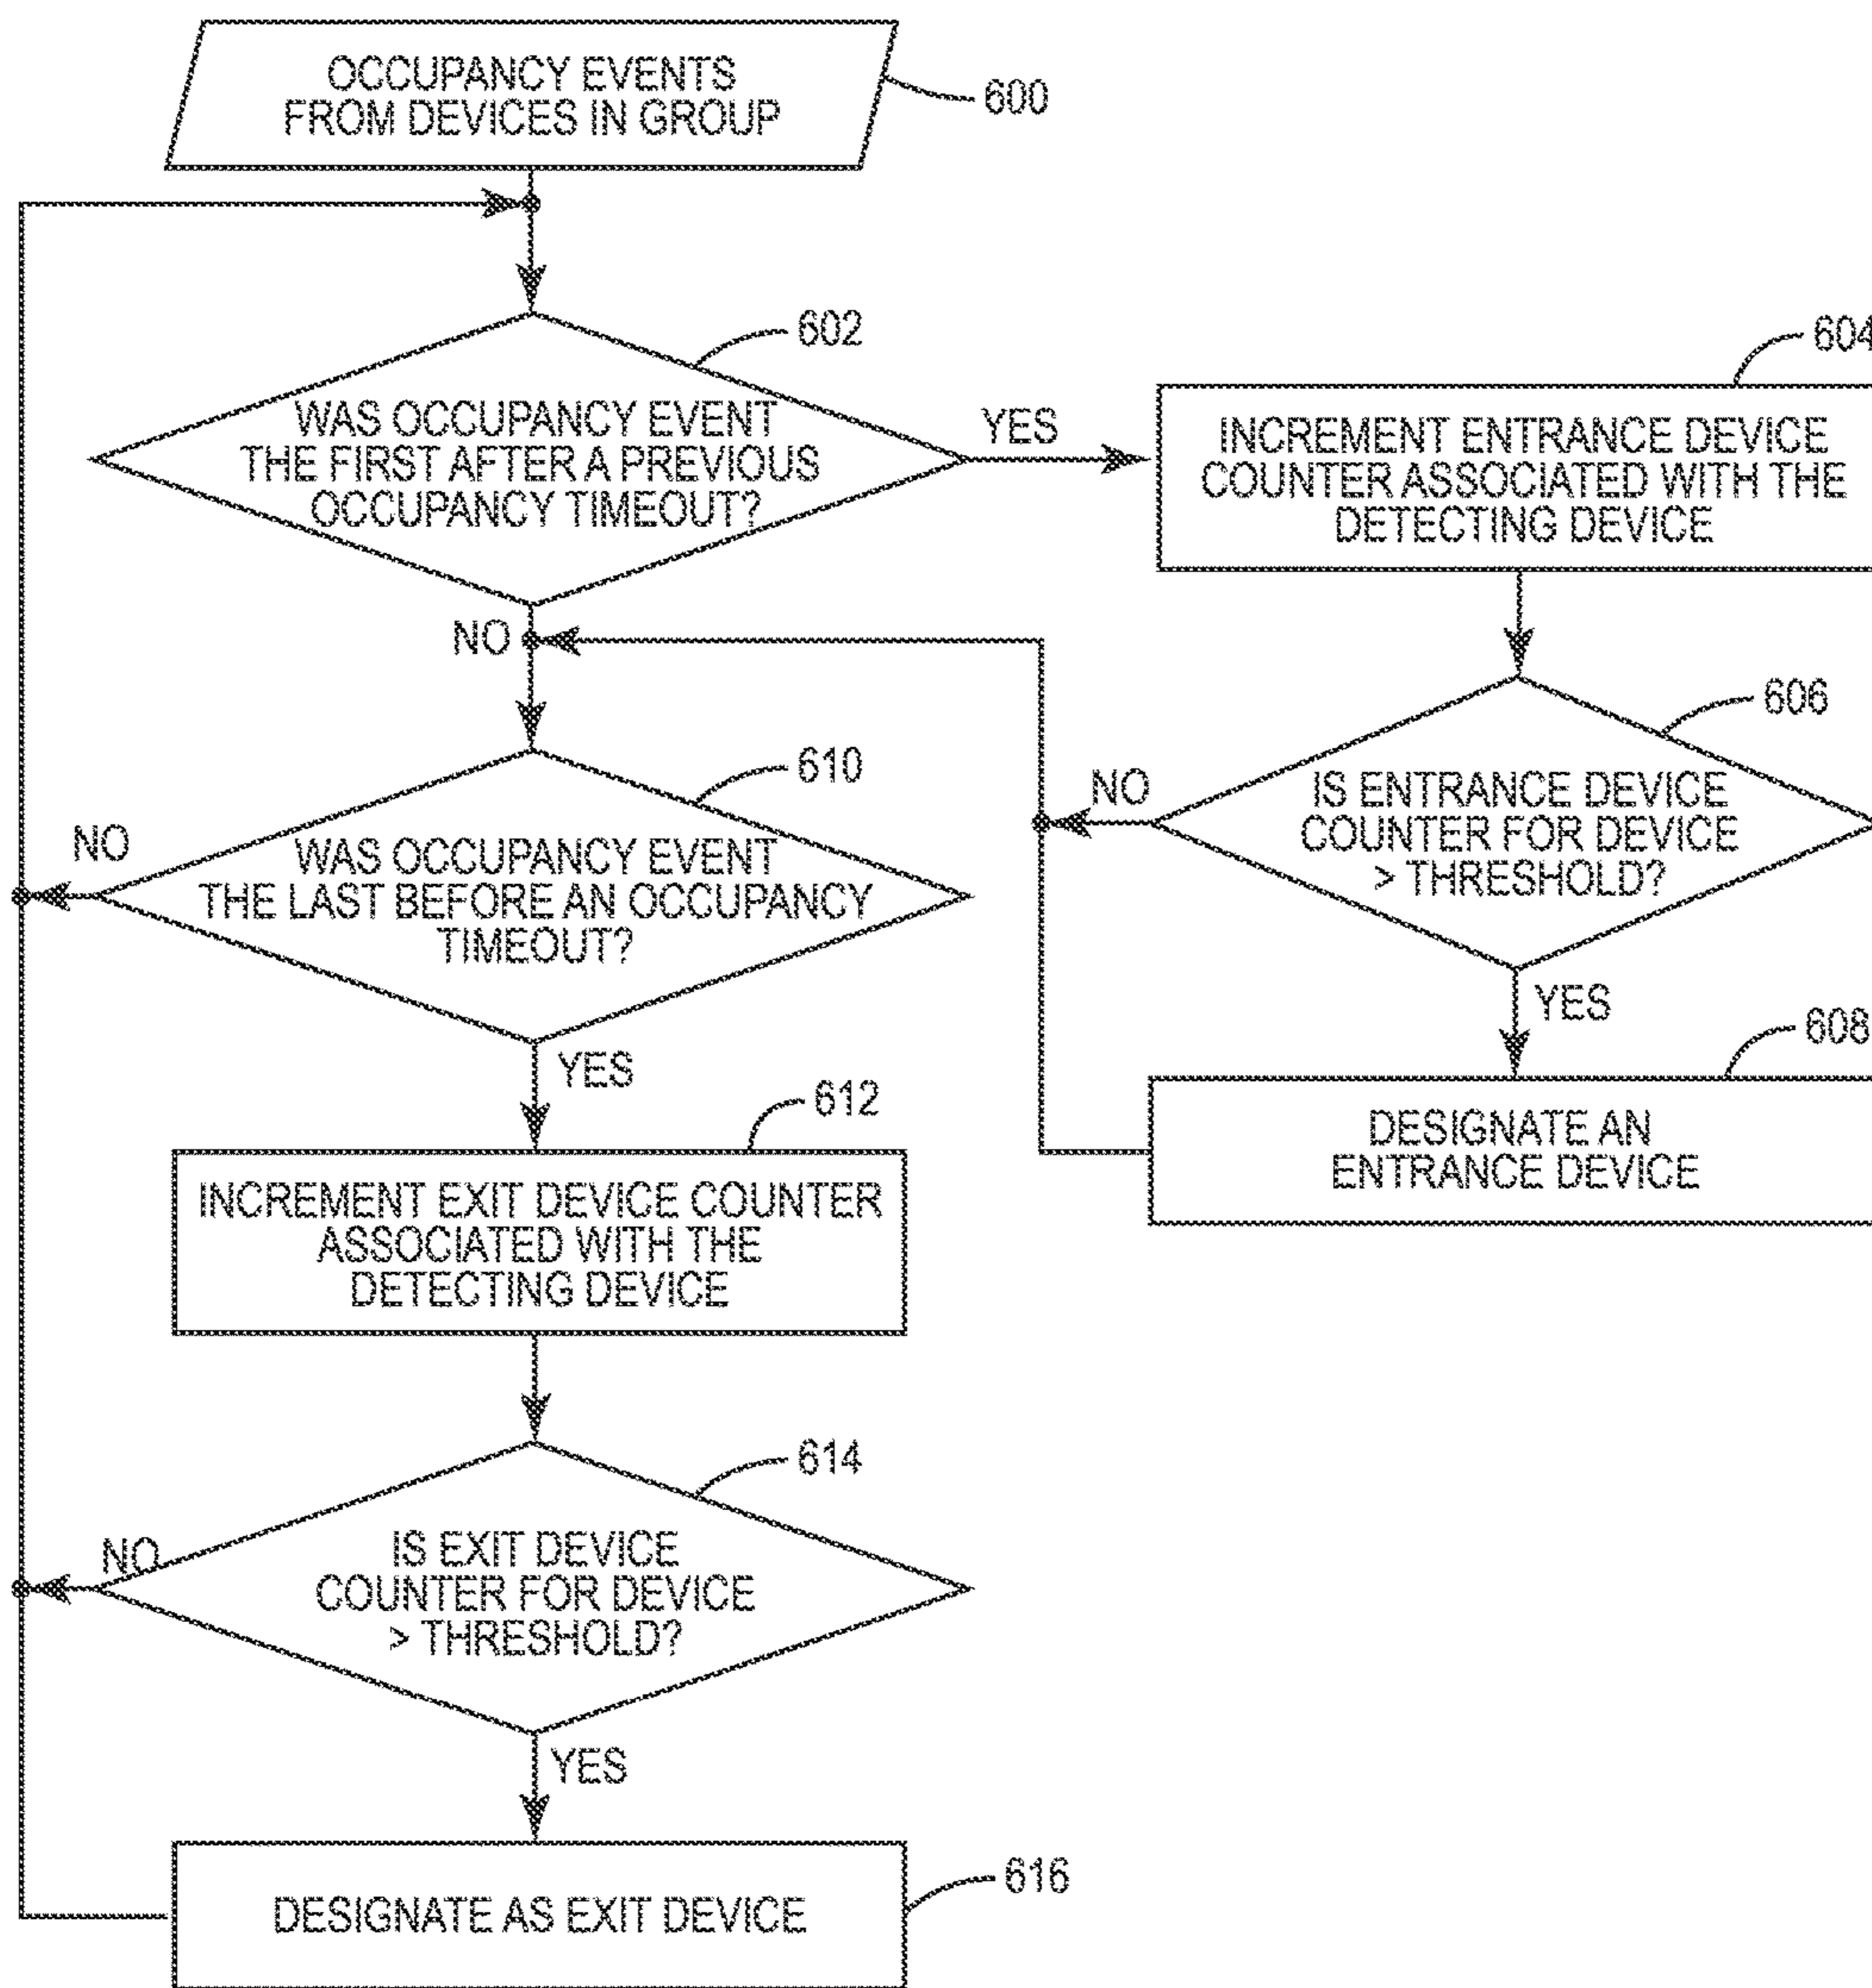 OCCUPANCY EVENTS
FROM DEVICES IN GROUP
600
602
WAS OCCUPANCY EVENT
THE FIRST AFTER A PREVIOUS
OCCUPANCY TIMEOUT?
YES
604
INCREMENT ENTRANCE DEVICE
COUNTER ASSOCIATED WITH THE
DETECTING DEVICE
NO
606
IS ENTRANCE DEVICE
COUNTER FOR DEVICE
> THRESHOLD?
NO
YES
608
DESIGNATE AN
ENTRANCE DEVICE
610
WAS OCCUPANCY EVENT
THE LAST BEFORE AN OCCUPANCY
TIMEOUT?
NO
YES
612
INCREMENT EXIT DEVICE COUNTER
ASSOCIATED WITH THE
DETECTING DEVICE
614
IS EXIT DEVICE
COUNTER FOR DEVICE
> THRESHOLD?
NO
YES
616
DESIGNATE AS EXIT DEVICE